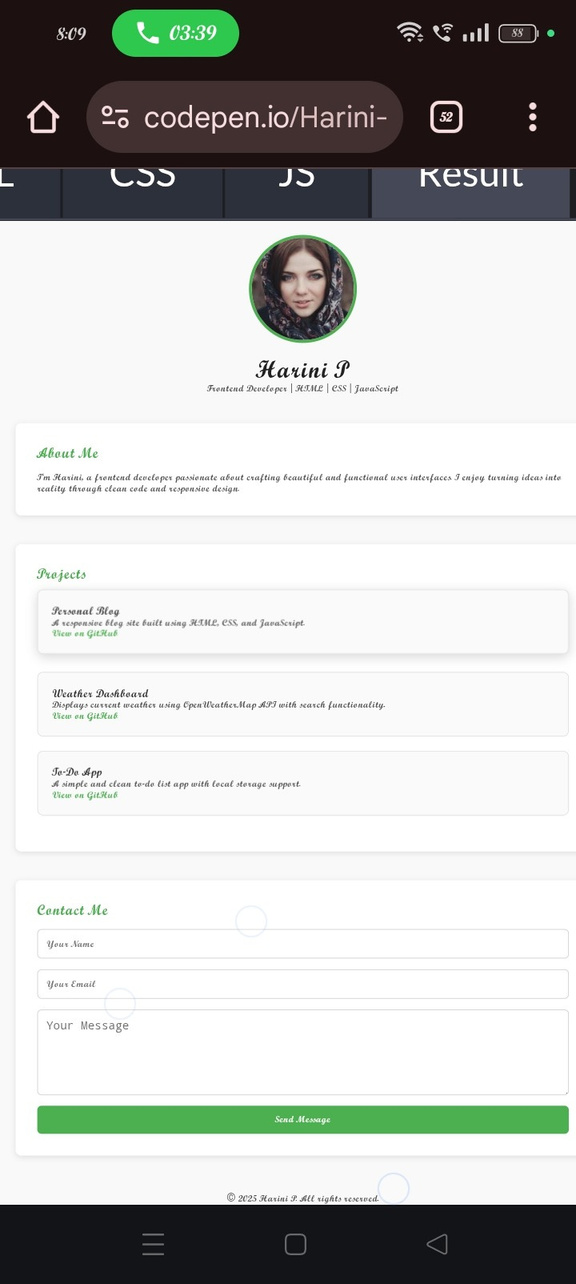 8:09
03:39
88
codepen.io/Harini-
52
L CSS JS Result
Harini P
Frontend Developer | HTML | CSS | JavaScript
About Me
I'm Harini, a frontend developer passionate about crafting beautiful and functional user interfaces. I enjoy turning ideas into
reality through clean code and responsive design.
Projects
Personal Blog
A responsive blog site built using HTML, CSS, and JavaScript.
View on GitHub
Weather Dashboard
Displays current weather using OpenWeatherMap API with search functionality.
View on GitHub
To-Do App
A simple and clean to-do list app with local storage support.
View on GitHub
Contact Me
Your Name
Your Email
Your Message
Send Message
© 2025 Harini P. All rights reserved.